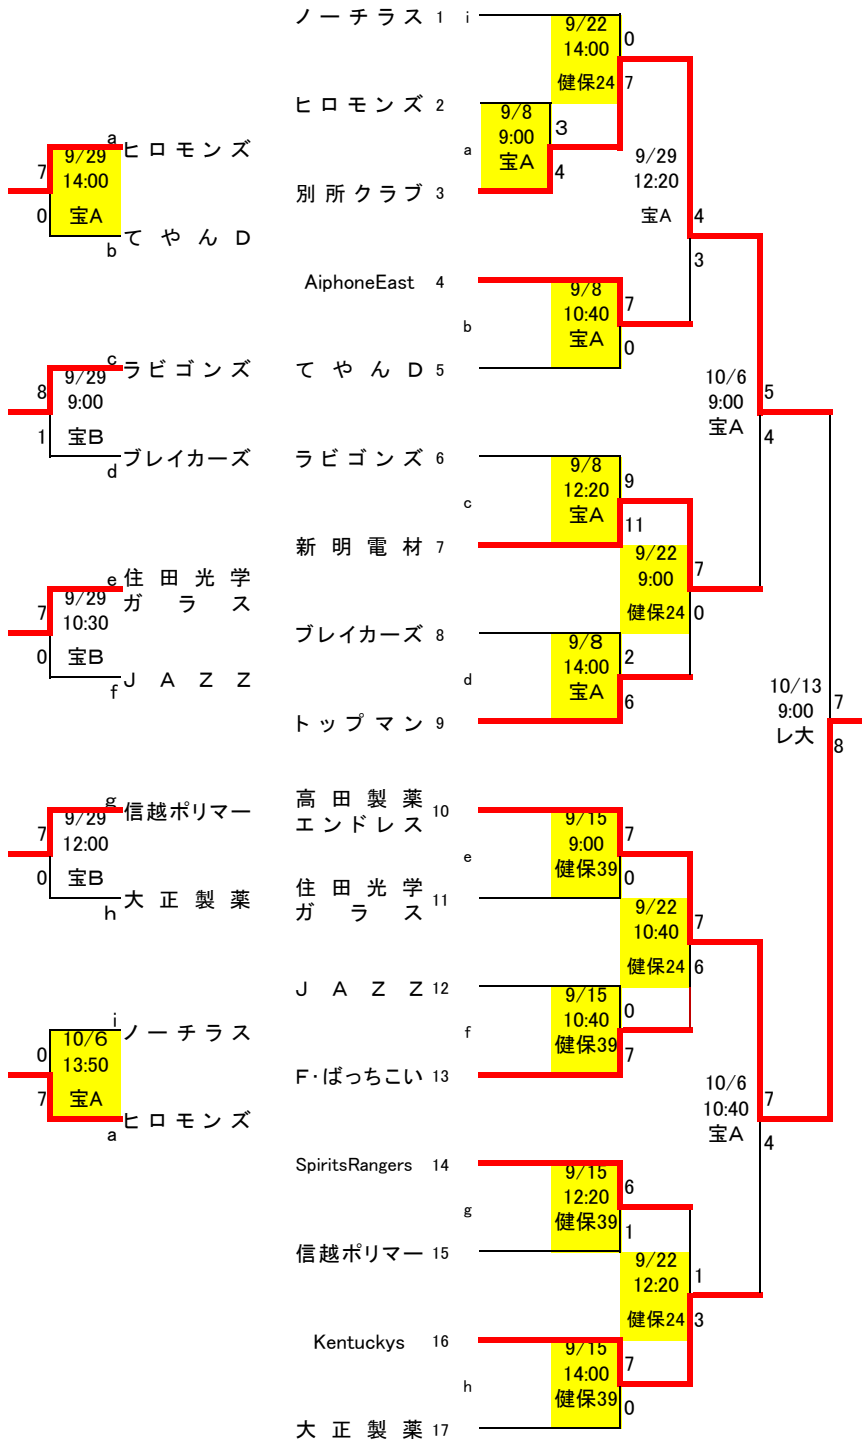 a
ヒロモンズ
9/29
14:00
宝A
7
0
b
てやんD
c
ラビゴンズ
9/29
9:00
宝B
8
1
d
ブレイカーズ
e
住田光学
ガラス
9/29
10:30
宝B
7
0
f
JAZZ
g
信越ポリマー
9/29
12:00
宝B
7
0
h
大正製薬
i
ノーチラス
10/6
13:50
宝A
0
7
a
ヒロモンズ
ノーチラス 1 i
9/22
14:00
健保24
0
7
ヒロモンズ 2
a
9/8
9:00
宝A
3
4
別所クラブ 3
9/29
12:20
宝A
4
3
AiphoneEast 4
b
9/8
10:40
宝A
7
0
てやんD 5
10/6
9:00
宝A
5
4
ラビゴンズ 6
c
9/8
12:20
宝A
9
11
新明電材 7
9/22
9:00
健保24
7
0
ブレイカーズ 8
d
9/8
14:00
宝A
2
6
トップマン 9
10/13
9:00
レ大
7
8
高田製薬
エンドレス
10
e
9/15
9:00
健保39
7
0
住田光学
ガラス
11
9/22
10:40
健保24
7
6
JAZZ 12
f
9/15
10:40
健保39
0
7
F・ばっちこい 13
10/6
10:40
宝A
7
4
SpiritsRangers 14
g
9/15
12:20
健保39
6
1
信越ポリマー 15
9/22
12:20
健保24
1
3
Kentuckys 16
h
9/15
14:00
健保39
7
0
大正製薬 17